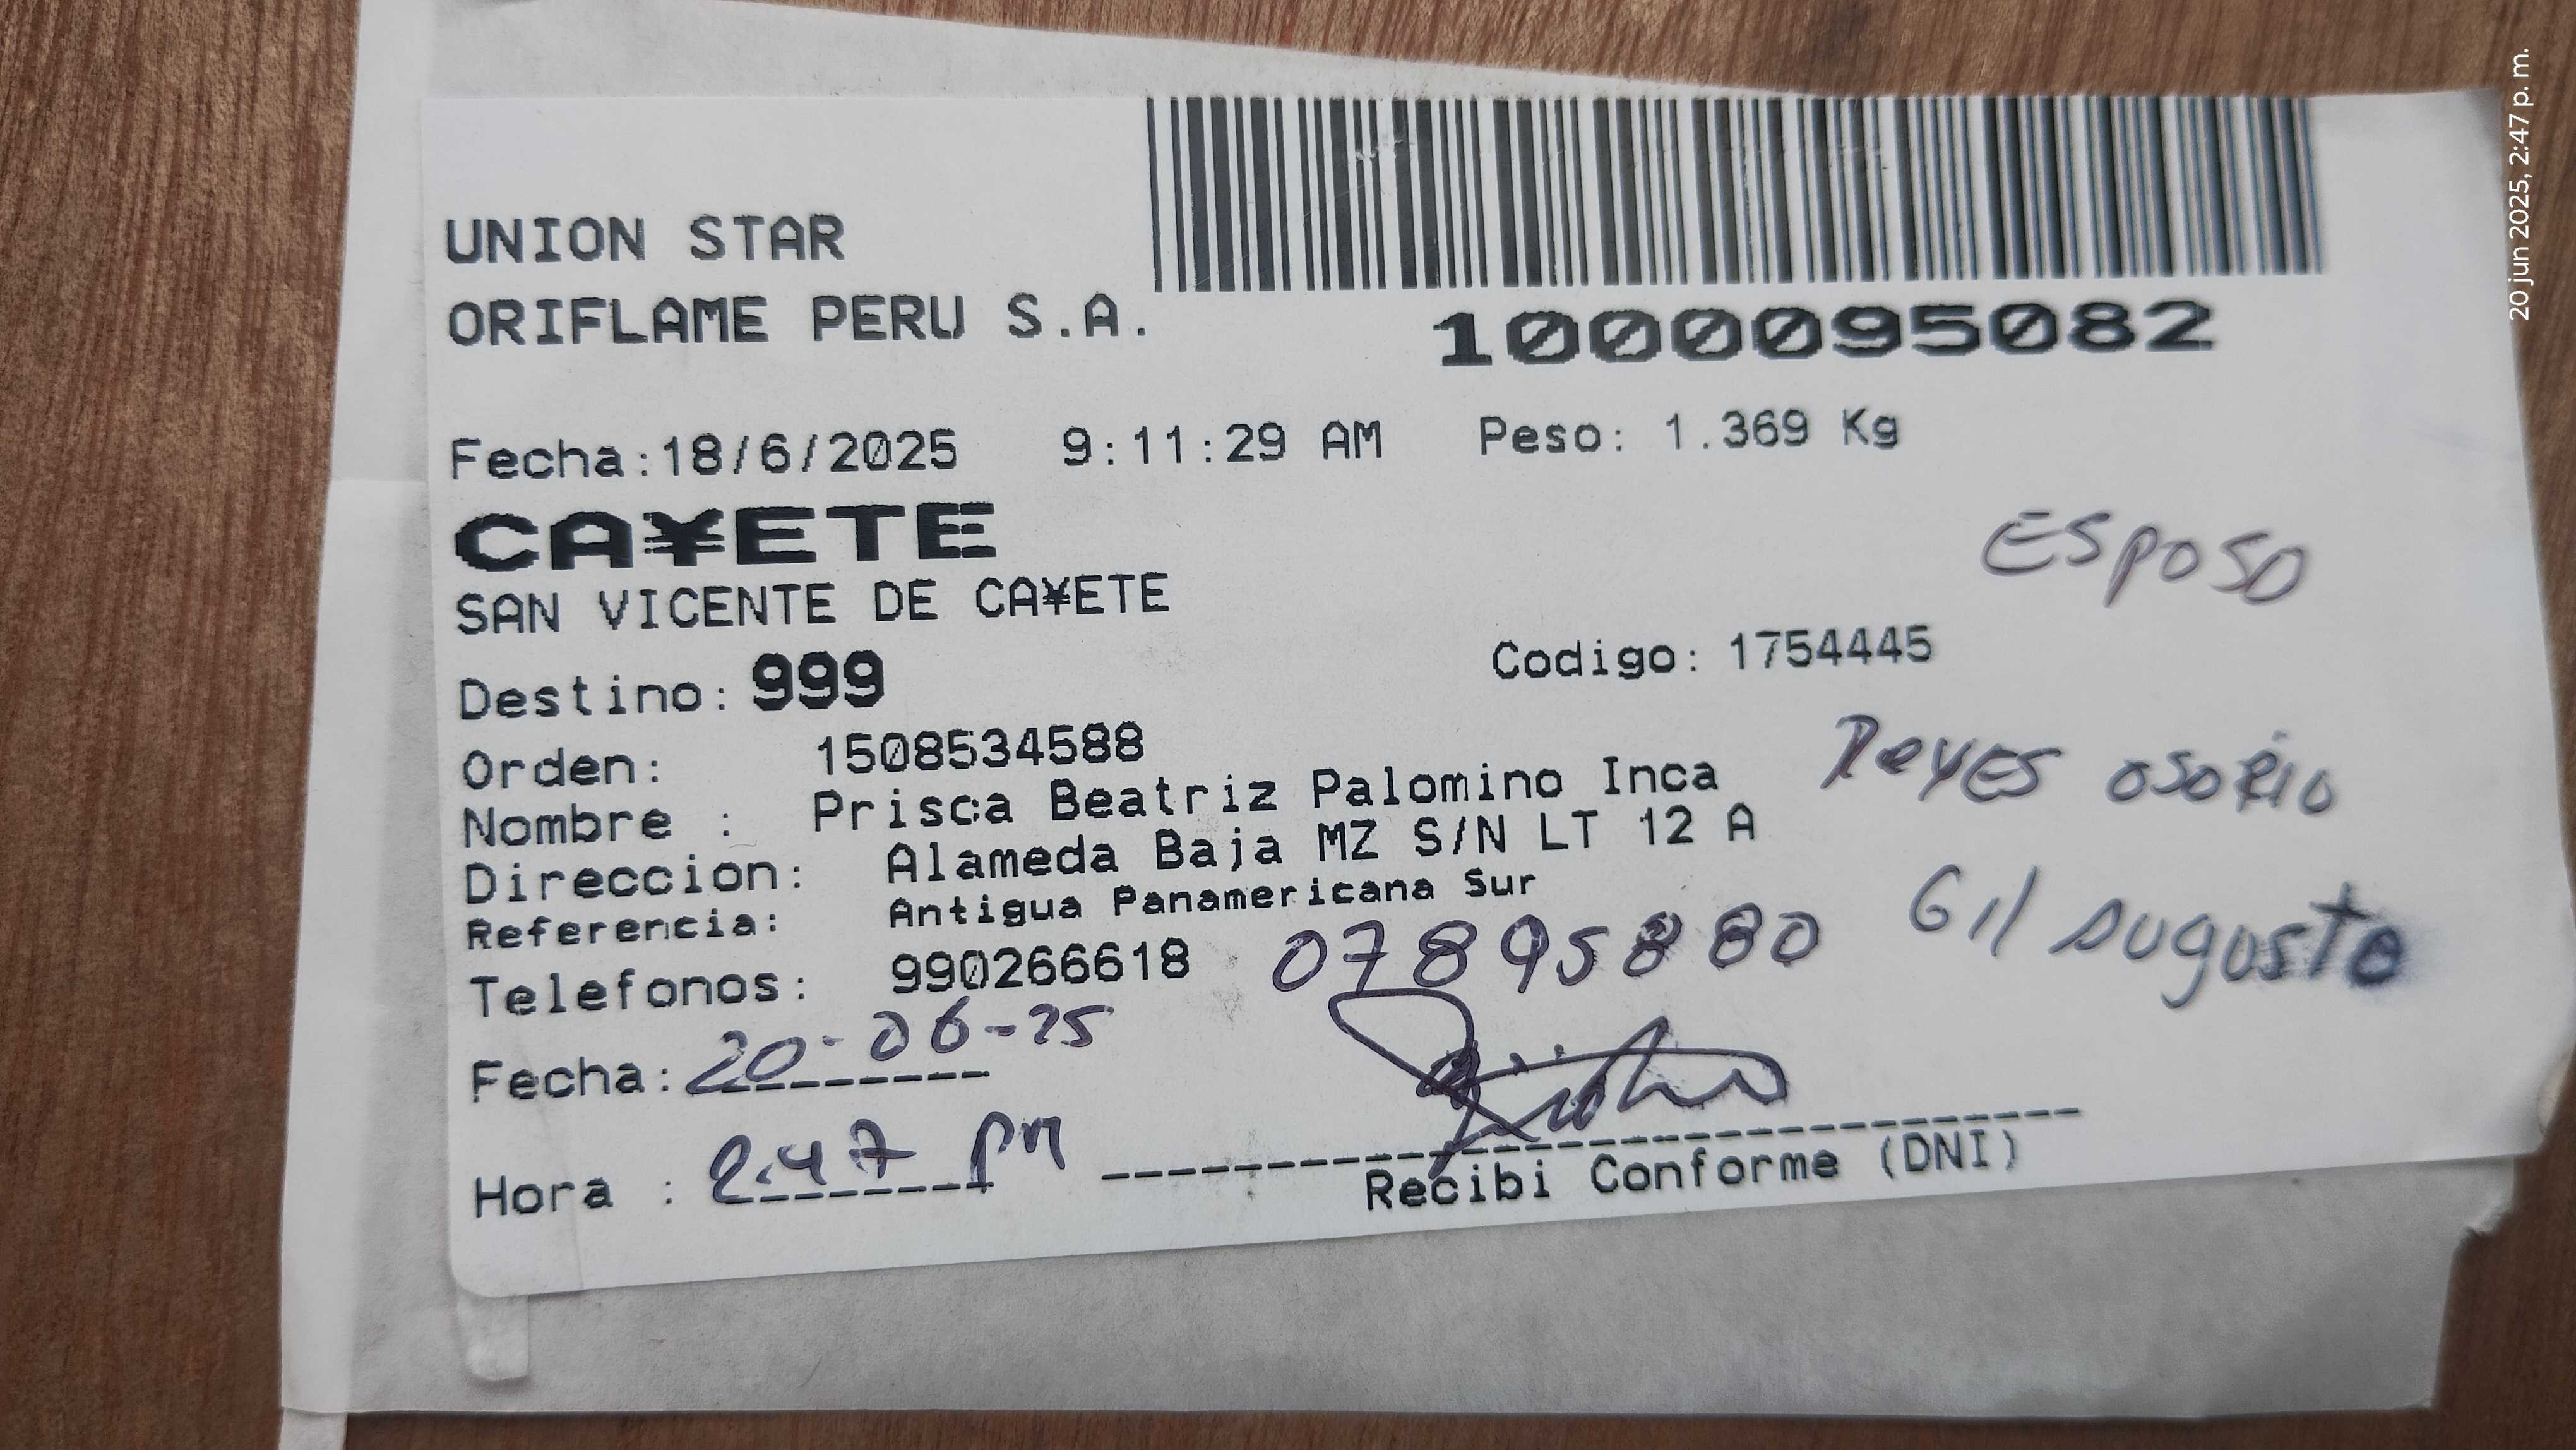 UNION STAR
ORIFLAME PERU S.A.
1000095082
Fecha:18/6/2025 9:11:29 AM Peso: 1.369 Kg
CA¥ETE
SAN VICENTE DE CA¥ETE
ESPOSO
Destino: 999 Codigo: 1754445
Orden: 1508534588
Nombre : Prisca Beatriz Palomino Inca
Reyes osorio
Direccion: Alameda Baja MZ S/N LT 12 A
Referencia: Antigua Panamericana Sur
Gil Augusto
Telefonos: 990266618 07895880
Fecha: 20-06-25
Hora : 2.47 pm
Recibi Conforme (DNI)
20 jun 2025, 2:47 p. m.